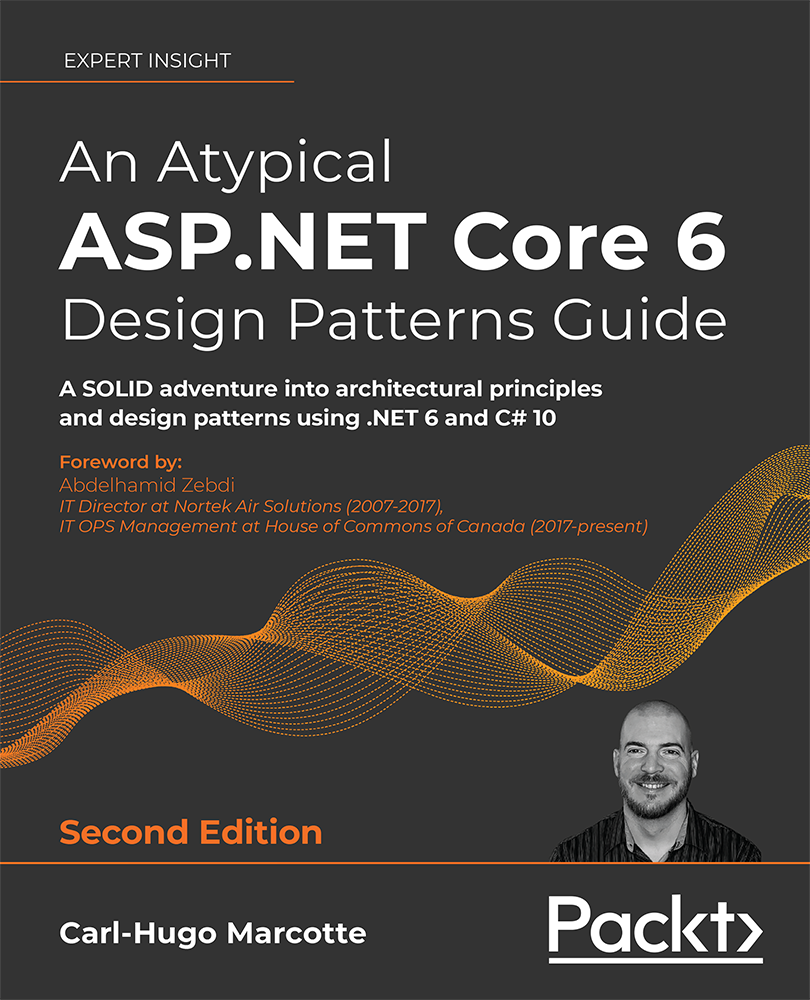 EXPERT INSIGHT
An Atypical
ASP.NET Core 6
Design Patterns Guide
A SOLID adventure into architectural principles
and design patterns using .NET 6 and C# 10
Foreword by:
Abdelhamid Zebdi
IT Director at Nortek Air Solutions (2007-2017),
IT OPS Management at House of Commons of Canada (2017-present)
Second Edition
Carl-Hugo Marcotte
Packt>